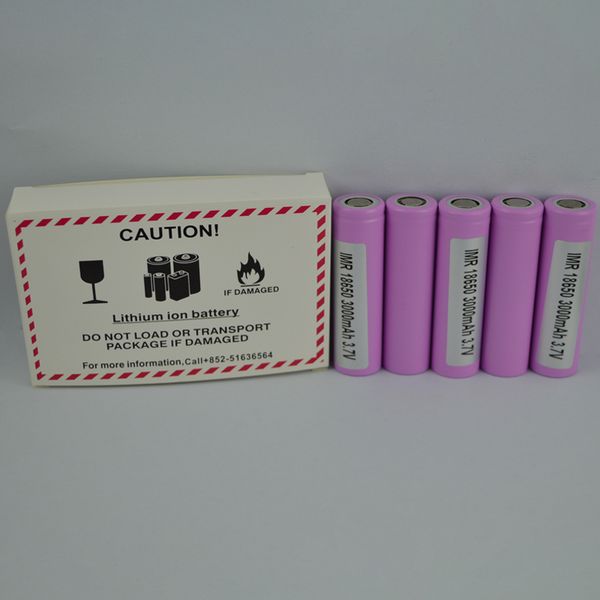 CAUTION!
IF DAMAGED
Lithium ion battery
DO NOT LOAD OR TRANSPORT
PACKAGE IF DAMAGED
For more information,Call+852-51636564
IMR 18650 3000mAh 3.7V
IMR 18650 3000mAh 3.7V
IMR 18650 3000mAh 3.7V